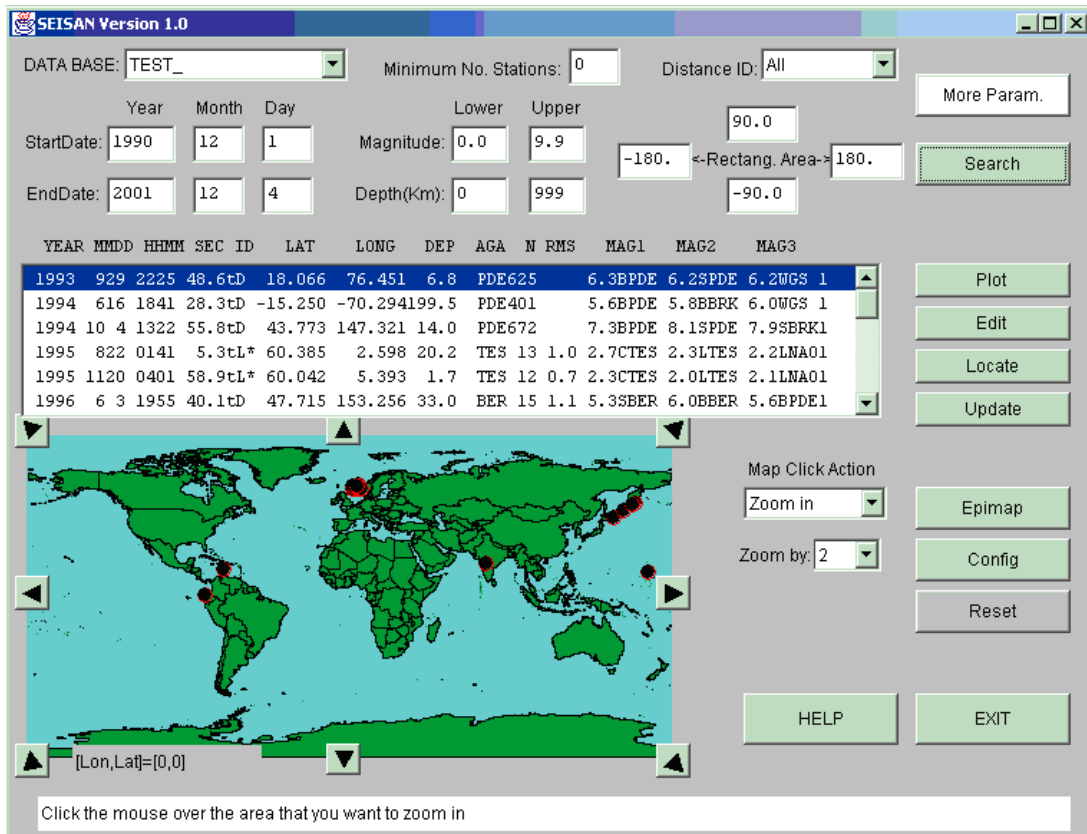 SEISAN Version 1.0
DATA BASE: TEST_ Minimum No. Stations: 0 Distance ID: All
More Param.
Year Month Day Lower Upper
90.0
StartDate: 1990 12 1 Magnitude: 0.0 9.9
-180. <-Rectang. Area-> 180.
Search
EndDate: 2001 12 4 Depth(Km): 0 999
-90.0
YEAR MMDD HHMM SEC ID LAT LONG DEP AGA N RMS MAG1 MAG2 MAG3
1993 929 2225 48.6tD 18.066 76.451 6.8 PDE625 6.3BPDE 6.2SPDE 6.2WGS 1
1994 616 1841 28.3tD -15.250 -70.294199.5 PDE401 5.6BPDE 5.8BBRK 6.0WGS 1
1994 10 4 1322 55.8tD 43.773 147.321 14.0 PDE672 7.3BPDE 8.1SPDE 7.9SBRK1
1995 822 0141 5.3tL* 60.385 2.598 20.2 TES 13 1.0 2.7CTES 2.3LTES 2.2LNAO1
1995 1120 0401 58.9tL* 60.042 5.393 1.7 TES 12 0.7 2.3CTES 2.0LTES 2.1LNAO1
1996 6 3 1955 40.1tD 47.715 153.256 33.0 BER 15 1.1 5.3SBER 6.0BBER 5.6BPDE1
Plot
Edit
Locate
Update
Map Click Action
Zoom in
Epimap
Zoom by: 2
Config
Reset
HELP
EXIT
[Lon,Lat]=[0,0]
Click the mouse over the area that you want to zoom in